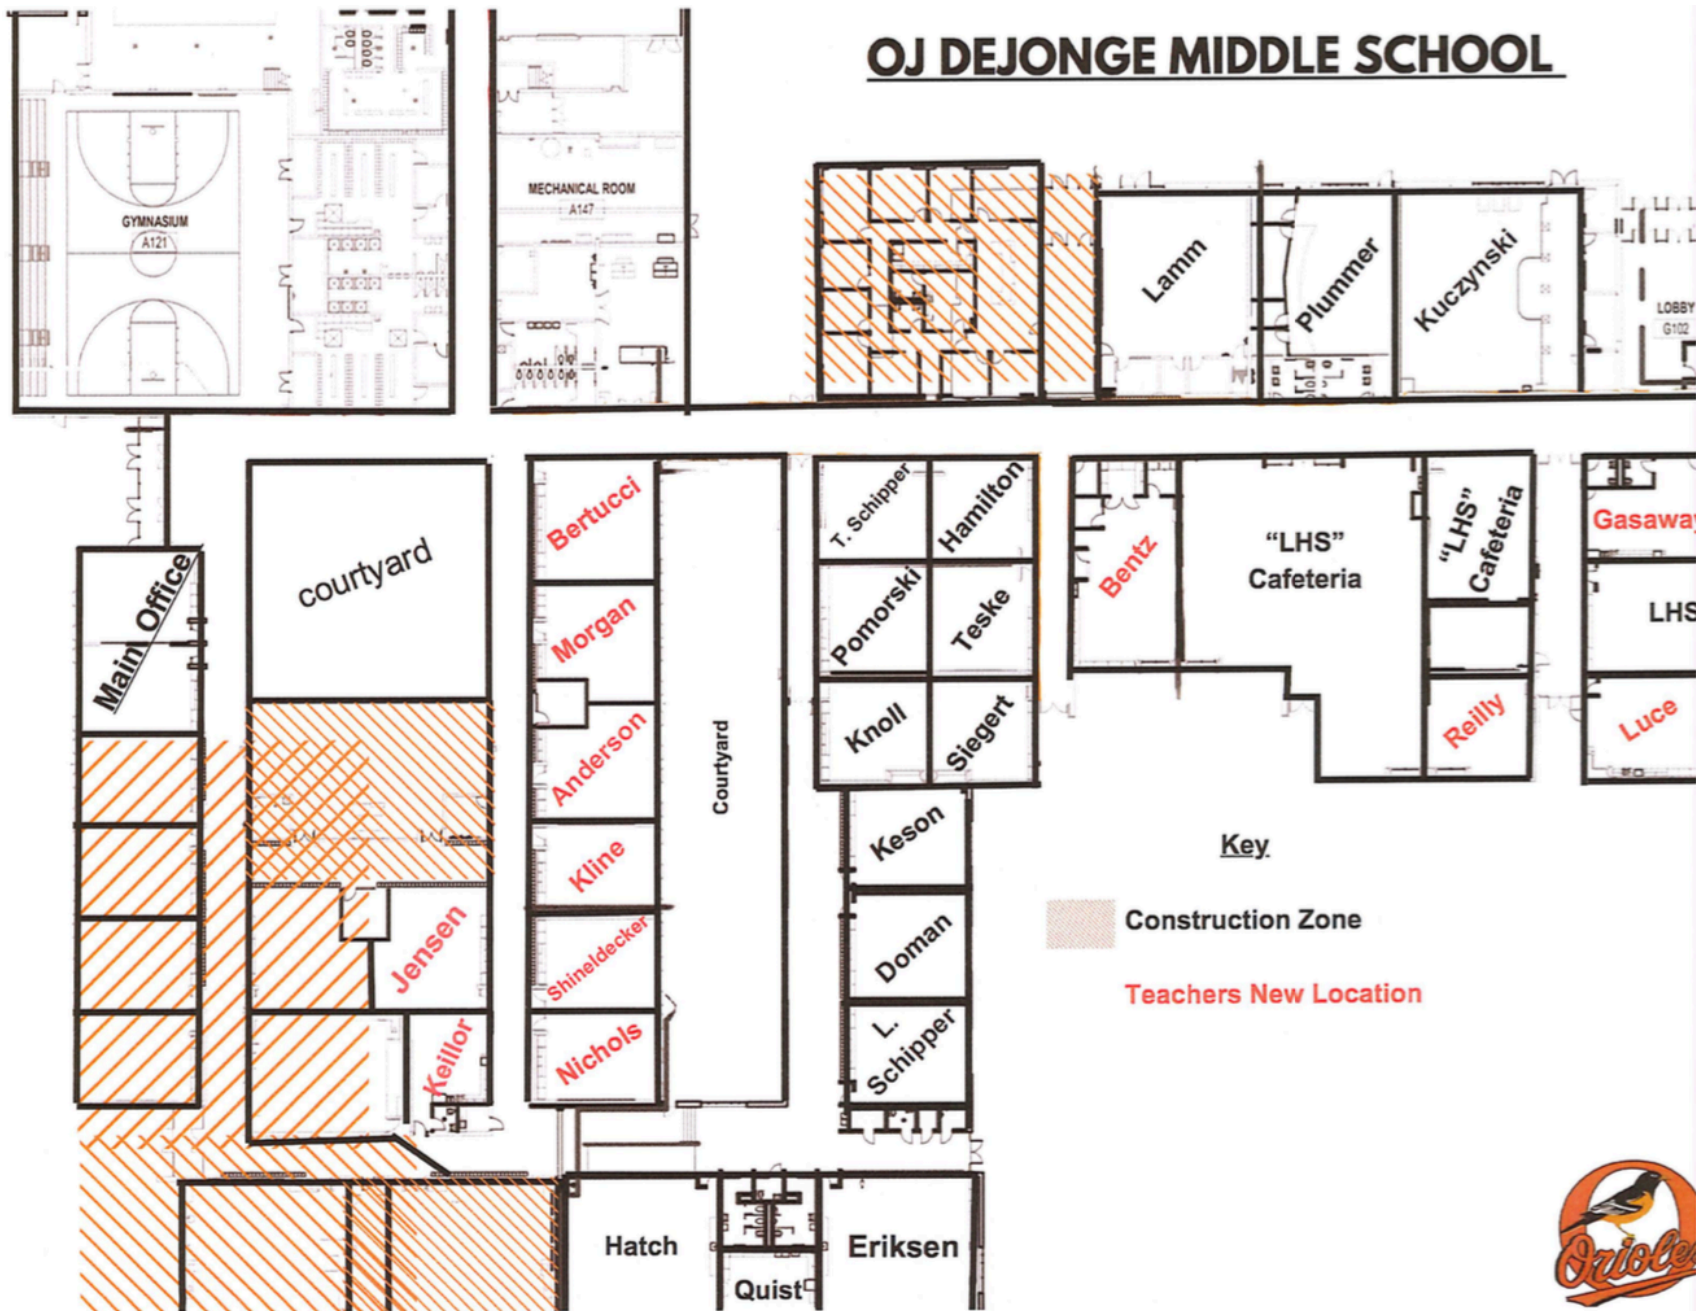 OJ DEJONGE MIDDLE SCHOOL
GYMNASIUM
A121
MECHANICAL ROOM
A147
Lamm
Plummer
Kuczynski
LOBBY
G102
courtyard
Main Office
Bertucci
Morgan
Anderson
Kline
Shineldecker
Nichols
Courtyard
T. Schipper
Hamilton
Pomorski
Teske
Knoll
Siegert
Keson
Doman
L.
Schipper
Bentz
"LHS"
Cafeteria
"LHS"
Cafeteria
Reilly
Gasaway
LHS
Luce
Jensen
Keillor
Key
Construction Zone
Teachers New Location
Hatch
Quist
Eriksen
Orioles